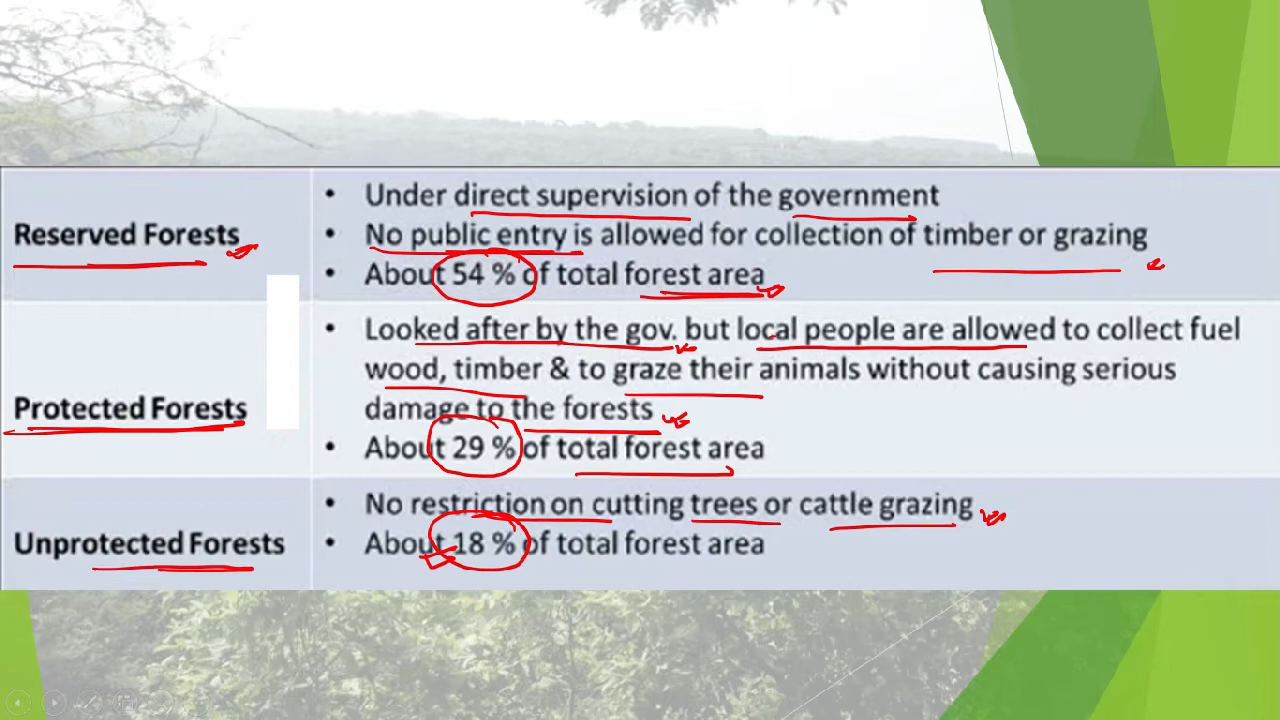 Reserved Forests
• Under direct supervision of the government
• No public entry is allowed for collection of timber or grazing
• About 54 % of total forest area
Protected Forests
• Looked after by the gov. but local people are allowed to collect fuel
wood, timber & to graze their animals without causing serious
damage to the forests
• About 29 % of total forest area
Unprotected Forests
• No restriction on cutting trees or cattle grazing
• About 18 % of total forest area